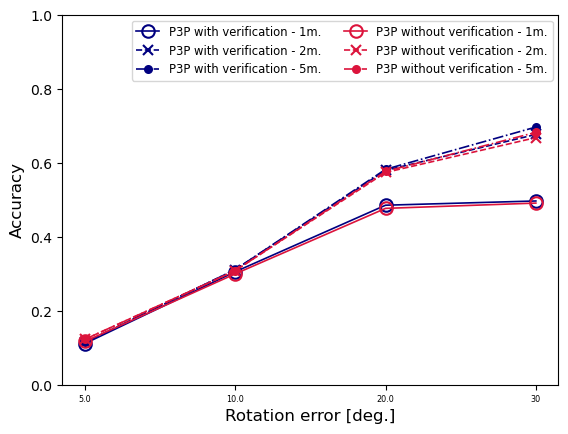 1.0
P3P with verification - 1m.
P3P with verification - 2m.
P3P with verification - 5m.
P3P without verification - 1m.
P3P without verification - 2m.
P3P without verification - 5m.
0.8
0.6
0.4
0.2
0.0
Accuracy
5.0 10.0 20.0 30
Rotation error [deg.]